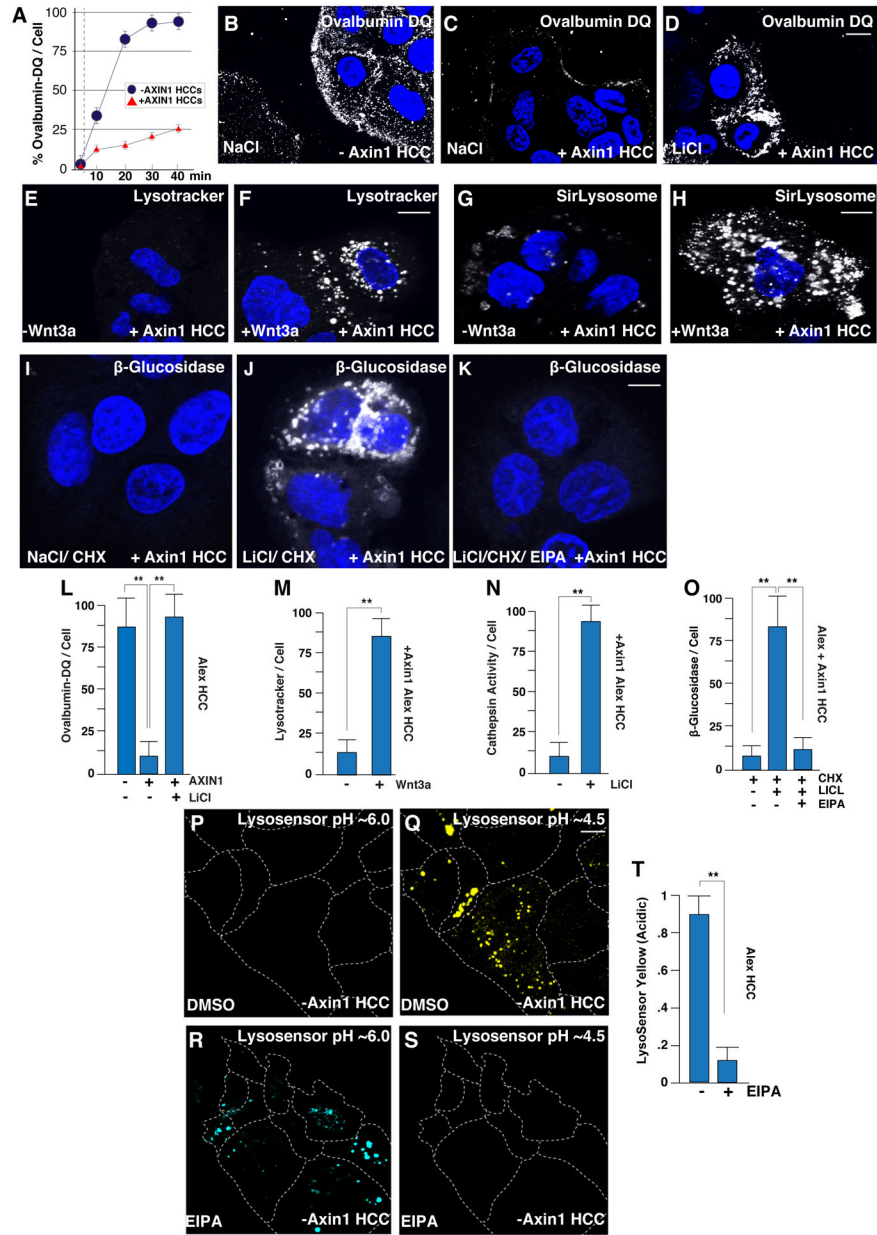 A
% Ovalbumin-DQ / Cell
100
75
50
25
0
-AXIN1 HCCs
+AXIN1 HCCs
10 20 30 40 min
B
Ovalbumin DQ
NaCl
- Axin1 HCC
C
Ovalbumin DQ
NaCl
+ Axin1 HCC
D
Ovalbumin DQ
LiCl
+ Axin1 HCC
E
Lysotracker
-Wnt3a
+ Axin1 HCC
F
Lysotracker
+Wnt3a
+ Axin1 HCC
G
SirLysosome
-Wnt3a
+ Axin1 HCC
H
SirLysosome
+Wnt3a
+ Axin1 HCC
I
β-Glucosidase
NaCl/ CHX
+ Axin1 HCC
J
β-Glucosidase
LiCl/ CHX
+ Axin1 HCC
K
β-Glucosidase
LiCl/CHX/ EIPA +Axin1 HCC
L
Ovalbumin-DQ / Cell
100
75
50
25
0
** **
Alex HCC
- + + AXIN1
- - + LiCl
M
Lysotracker / Cell
100
75
50
25
0
**
+Axin1 Alex HCC
- + Wnt3a
N
Cathepsin Activity / Cell
100
75
50
25
0
**
+Axin1 Alex HCC
- + LiCl
O
β-Glucosidase / Cell
100
75
50
25
0
** **
Alex + Axin1 HCC
+ + + CHX
- + + LICL
- - + EIPA
P
Lysosensor pH ~6.0
DMSO
-Axin1 HCC
Q
Lysosensor pH ~4.5
DMSO
-Axin1 HCC
R
Lysosensor pH ~6.0
EIPA
-Axin1 HCC
S
Lysosensor pH ~4.5
EIPA
-Axin1 HCC
T
LysoSensor Yellow (Acidic)
1
.8
.6
.4
.2
0
**
Alex HCC
- + EIPA